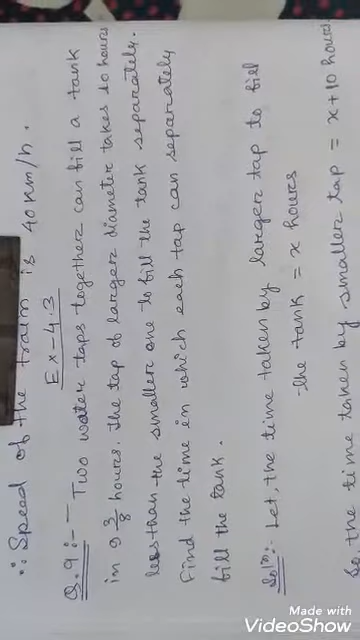 ∴ Speed of the train is 40 km/h.
Ex-4.3
Q.9:- Two water taps together can fill a tank
in 9 3/8 hours. The tap of larger diameter takes 10 hours
less than the smaller one to fill the tank separately.
Find the time in which each tap can separately
fill the tank.
Soln:- Let, the time taken by larger tap to fill
the tank = x hours
So the time taken by smaller tap = x+10 hours.
Made with
VideoShow